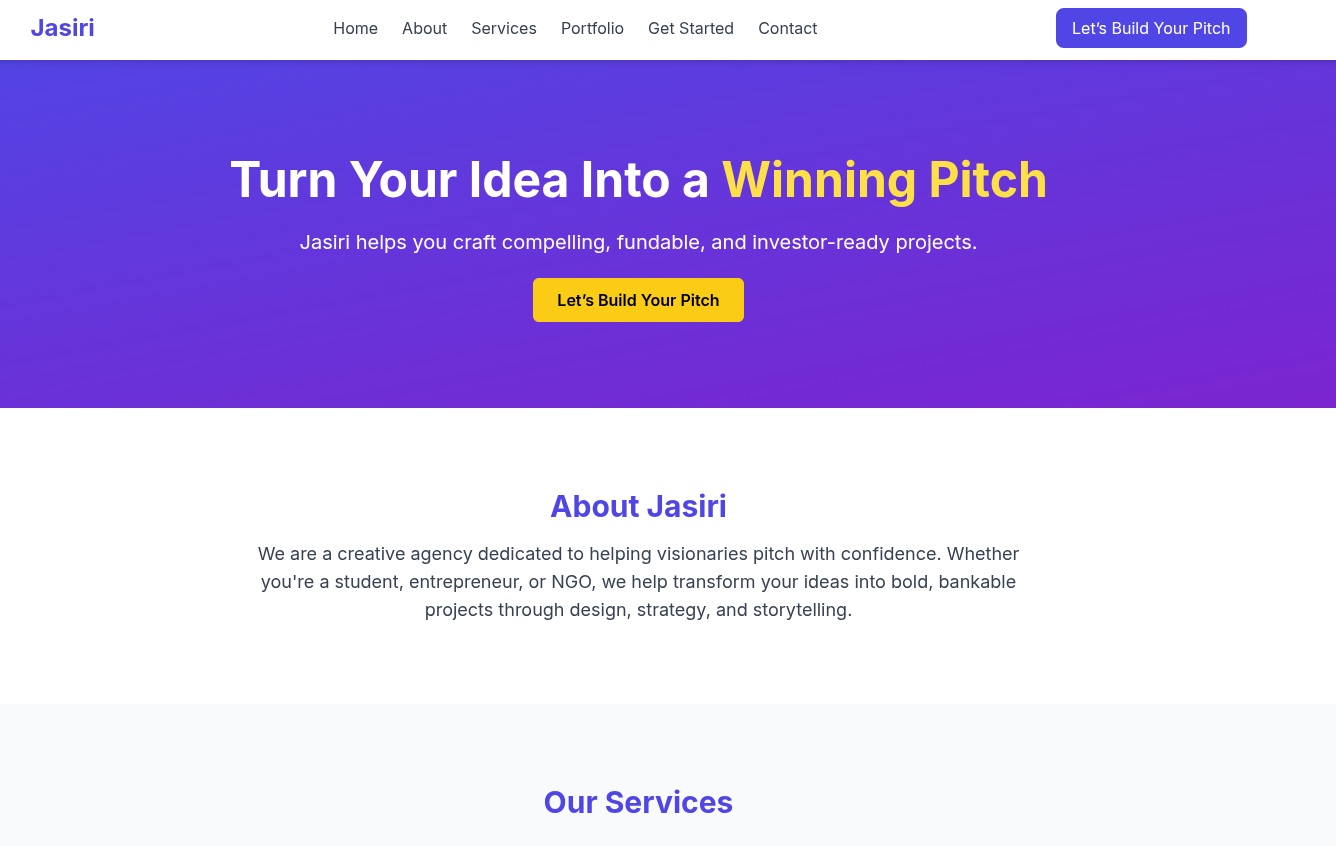 Jasiri
Home
About
Services
Portfolio
Get Started
Contact
Let’s Build Your Pitch
Turn Your Idea Into a Winning Pitch
Jasiri helps you craft compelling, fundable, and investor-ready projects.
Let’s Build Your Pitch
About Jasiri
We are a creative agency dedicated to helping visionaries pitch with confidence. Whether
you're a student, entrepreneur, or NGO, we help transform your ideas into bold, bankable
projects through design, strategy, and storytelling.
Our Services